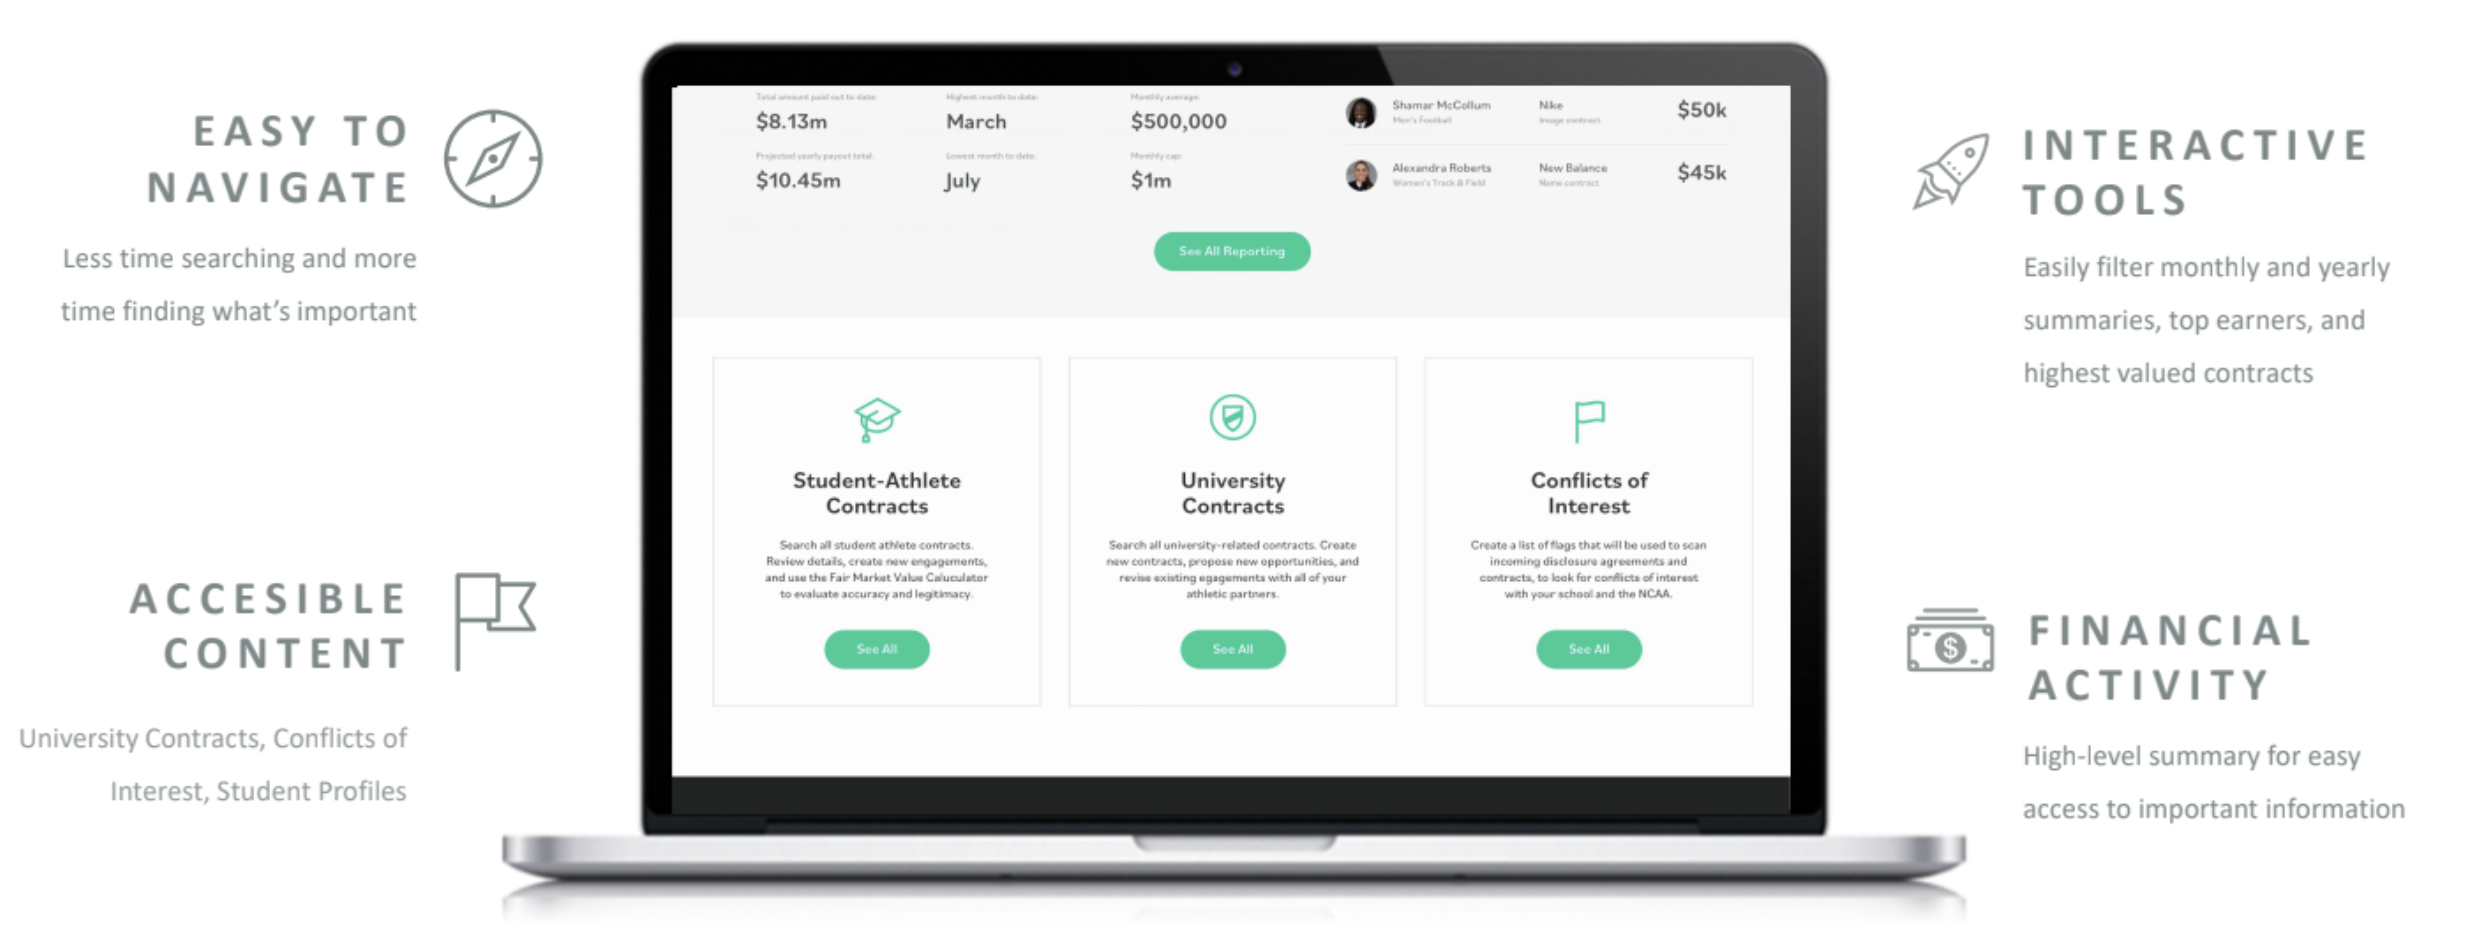 EASY TO
NAVIGATE
Less time searching and more
time finding what's important
ACCESIBLE
CONTENT
University Contracts, Conflicts of
Interest, Student Profiles
Total amount paid out to date:
$8.13m
Highest month to date:
March
Monthly average:
$500,000
Projected yearly payout total:
$10.45m
Lowest month to date:
July
Monthly cap:
$1m
Shamar McCollum
Men's Football
Nike
Image contract
$50k
Alexandra Roberts
Women's Track & Field
New Balance
Name contract
$45k
See All Reporting
Student-Athlete
Contracts
Search all student athlete contracts.
Review details, create new engagements,
and use the Fair Market Value Caluculator
to evaluate accuracy and legitimacy.
See All
University
Contracts
Search all university-related contracts. Create
new contracts, propose new opportunities, and
revise existing egagements with all of your
athletic partners.
See All
Conflicts of
Interest
Create a list of flags that will be used to scan
incoming disclosure agreements and
contracts, to look for conflicts of interest
with your school and the NCAA.
See All
INTERACTIVE
TOOLS
Easily filter monthly and yearly
summaries, top earners, and
highest valued contracts
$
FINANCIAL
ACTIVITY
High-level summary for easy
access to important information